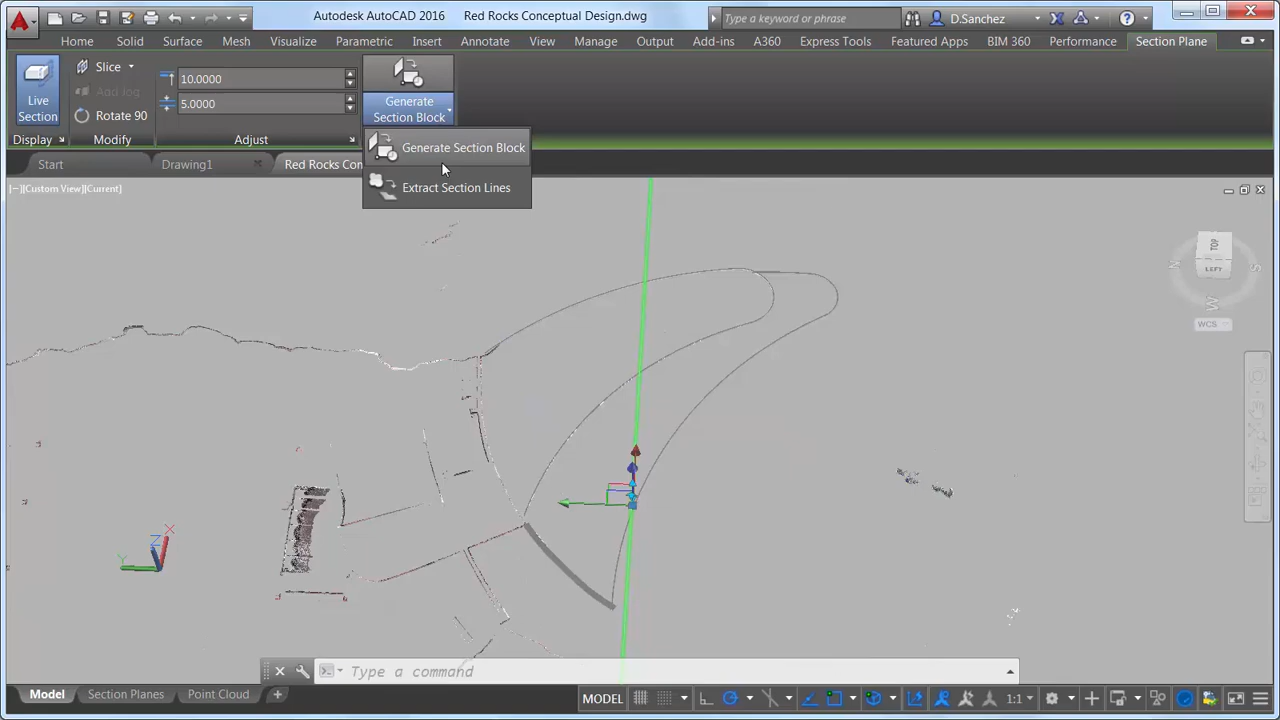 Autodesk AutoCAD 2016 Red Rocks Conceptual Design.dwg
Type a keyword or phrase
D.Sanchez
Home Solid Surface Mesh Visualize Parametric Insert Annotate View Manage Output Add-ins A360 Express Tools Featured Apps BIM 360 Performance Section Plane
Live Section
Slice
Add Jog
Rotate 90
10.0000
5.0000
Generate Section Block
Display Modify Adjust
Generate Section Block
Extract Section Lines
Start Drawing1 Red Rocks Con
[−][Custom View][Current]
TOP
LEFT
N S
W
WCS
X
Z
Y
Type a command
Model Section Planes Point Cloud +
MODEL 1:1